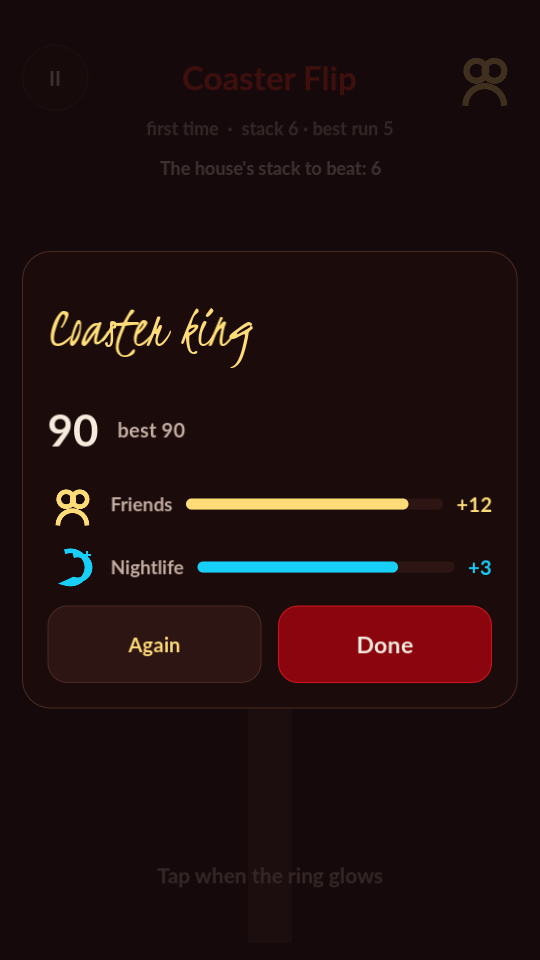 Coaster Flip
first time · stack 6 · best run 5
The house's stack to beat: 6
Coaster king
90 best 90
Friends +12
Nightlife +3
Again Done
Tap when the ring glows